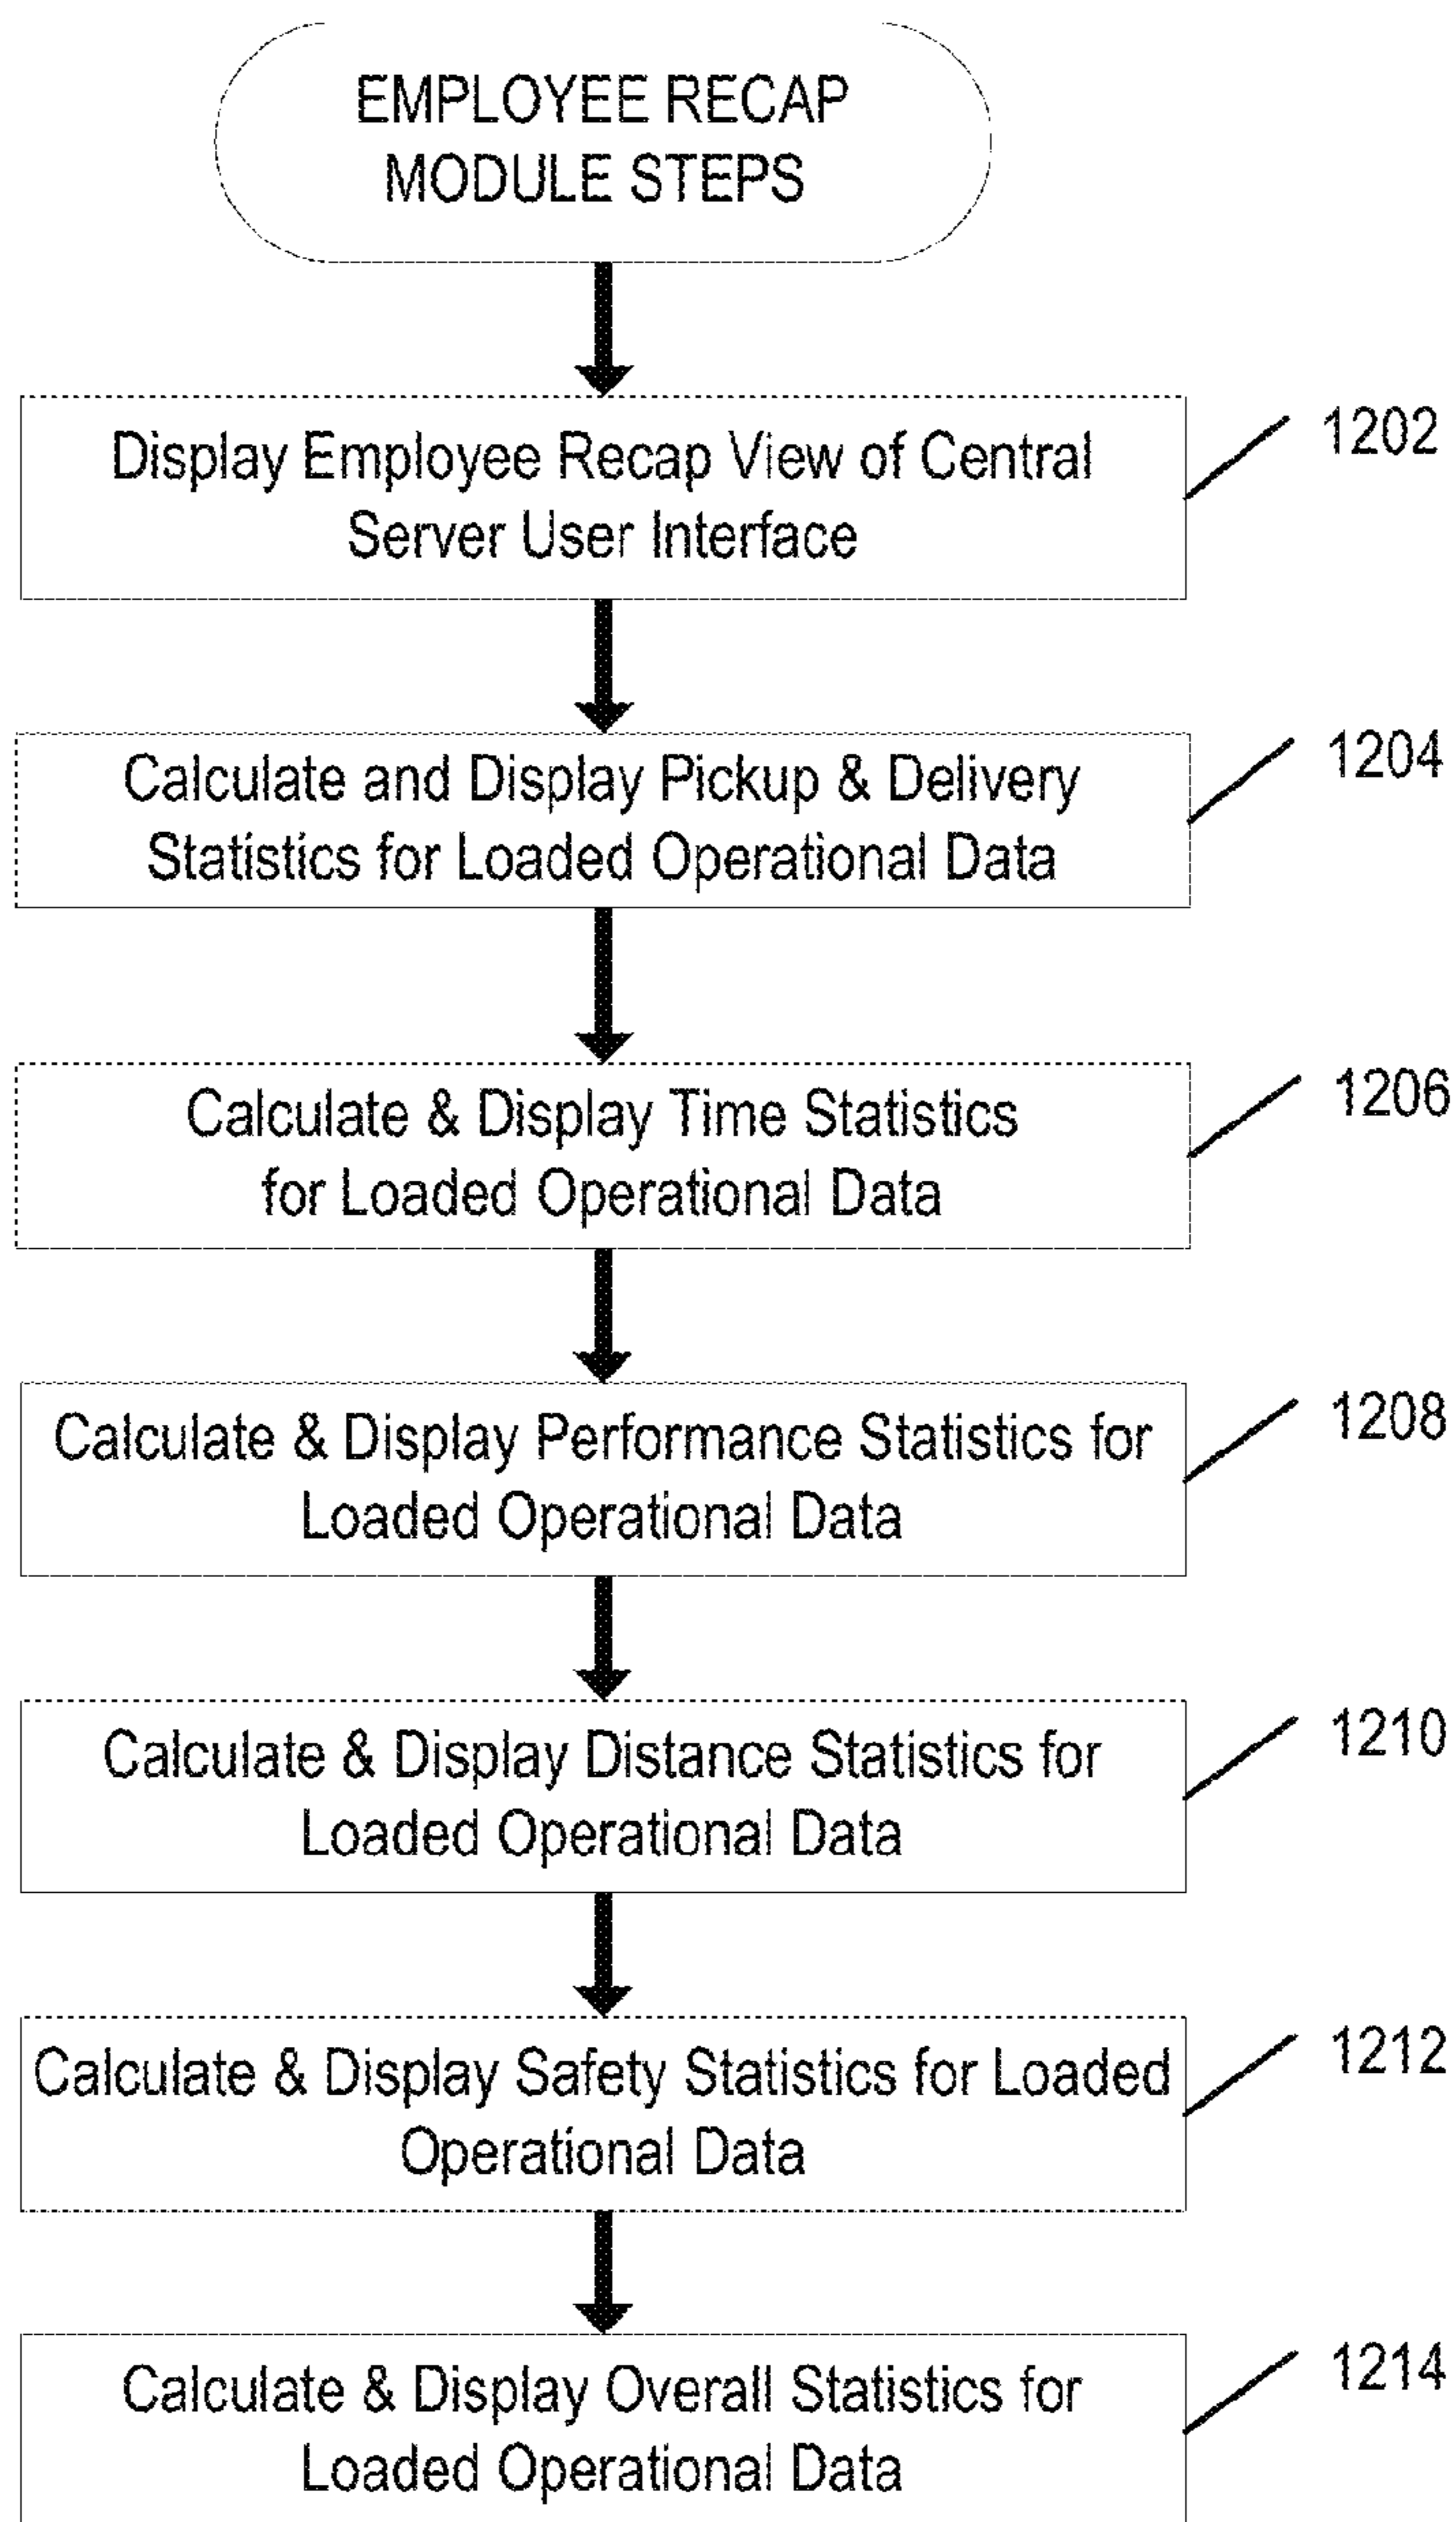 EMPLOYEE RECAP
MODULE STEPS
Display Employee Recap View of Central
Server User Interface
1202
Calculate and Display Pickup & Delivery
Statistics for Loaded Operational Data
1204
Calculate & Display Time Statistics
for Loaded Operational Data
1206
Calculate & Display Performance Statistics for
Loaded Operational Data
1208
Calculate & Display Distance Statistics for
Loaded Operational Data
1210
Calculate & Display Safety Statistics for Loaded
Operational Data
1212
Calculate & Display Overall Statistics for
Loaded Operational Data
1214